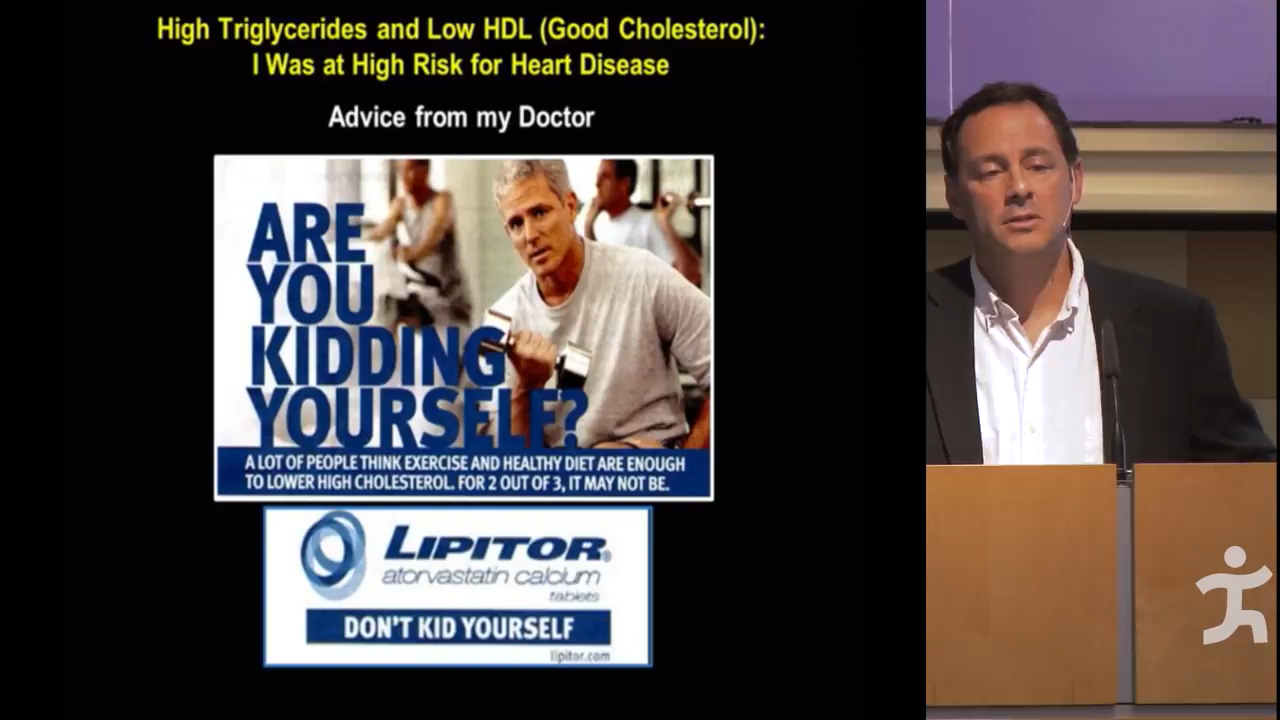 High Triglycerides and Low HDL (Good Cholesterol):
I Was at High Risk for Heart Disease
Advice from my Doctor
ARE
YOU
KIDDING
YOURSELF?
A LOT OF PEOPLE THINK EXERCISE AND HEALTHY DIET ARE ENOUGH
TO LOWER HIGH CHOLESTEROL. FOR 2 OUT OF 3, IT MAY NOT BE.
LIPITOR®
atorvastatin calcium
tablets
DON'T KID YOURSELF
lipitor.com